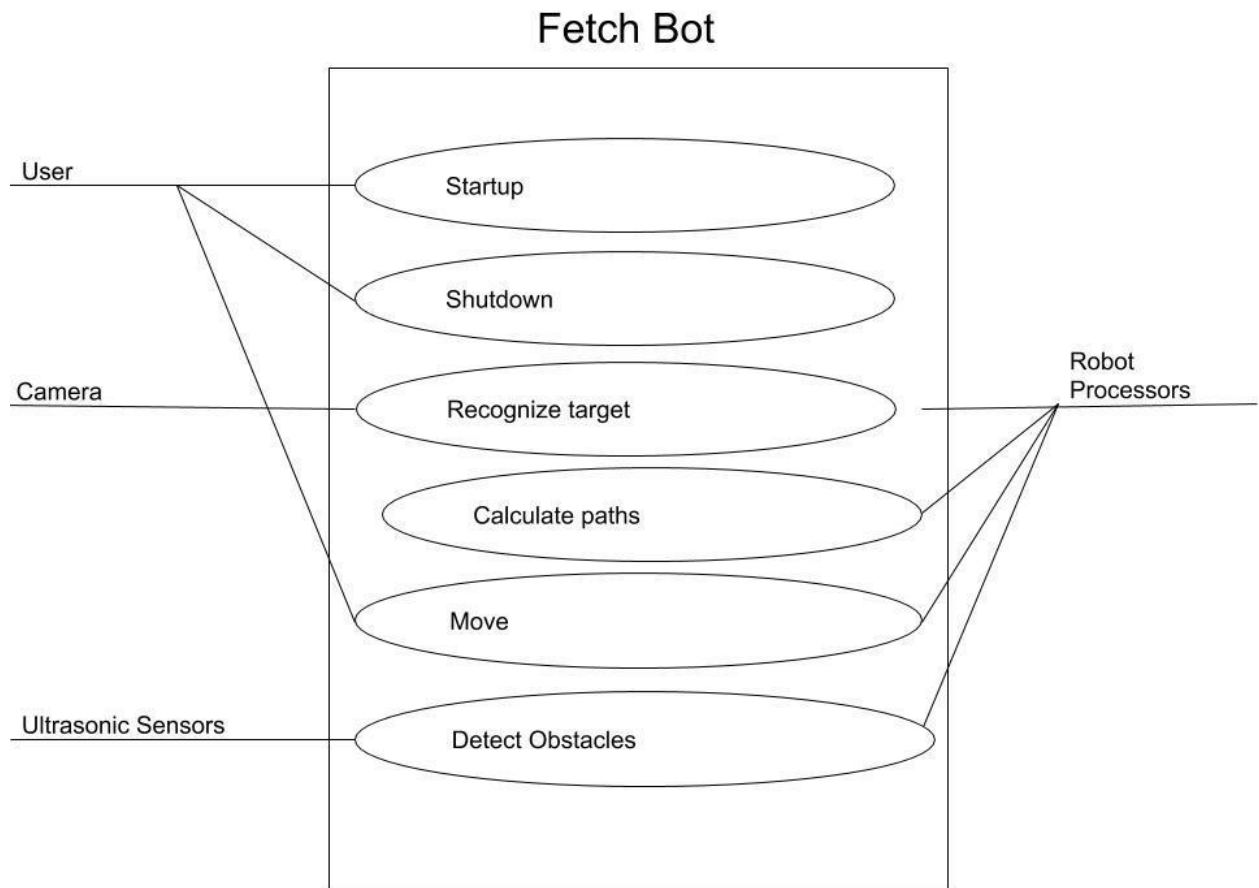 Fetch Bot
User
Startup
Shutdown
Camera
Recognize target
Robot
Processors
Calculate paths
Move
Ultrasonic Sensors
Detect Obstacles